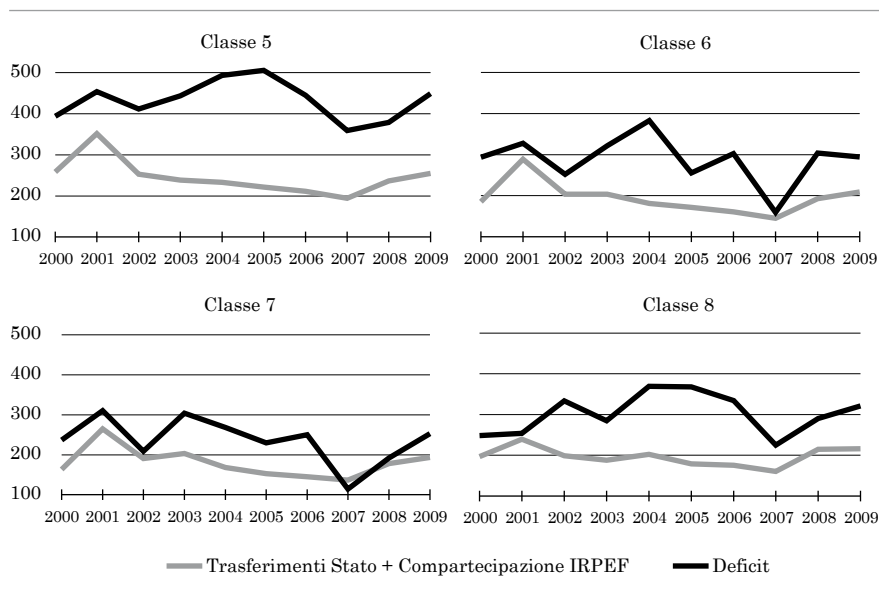 Classe 5
Classe 6
500
400
300
200
100
2000 2001 2002 2003 2004 2005 2006 2007 2008 2009
2000 2001 2002 2003 2004 2005 2006 2007 2008 2009
Classe 7
Classe 8
500
400
300
200
100
2000 2001 2002 2003 2004 2005 2006 2007 2008 2009
2000 2001 2002 2003 2004 2005 2006 2007 2008 2009
Trasferimenti Stato + Compartecipazione IRPEF
Deficit